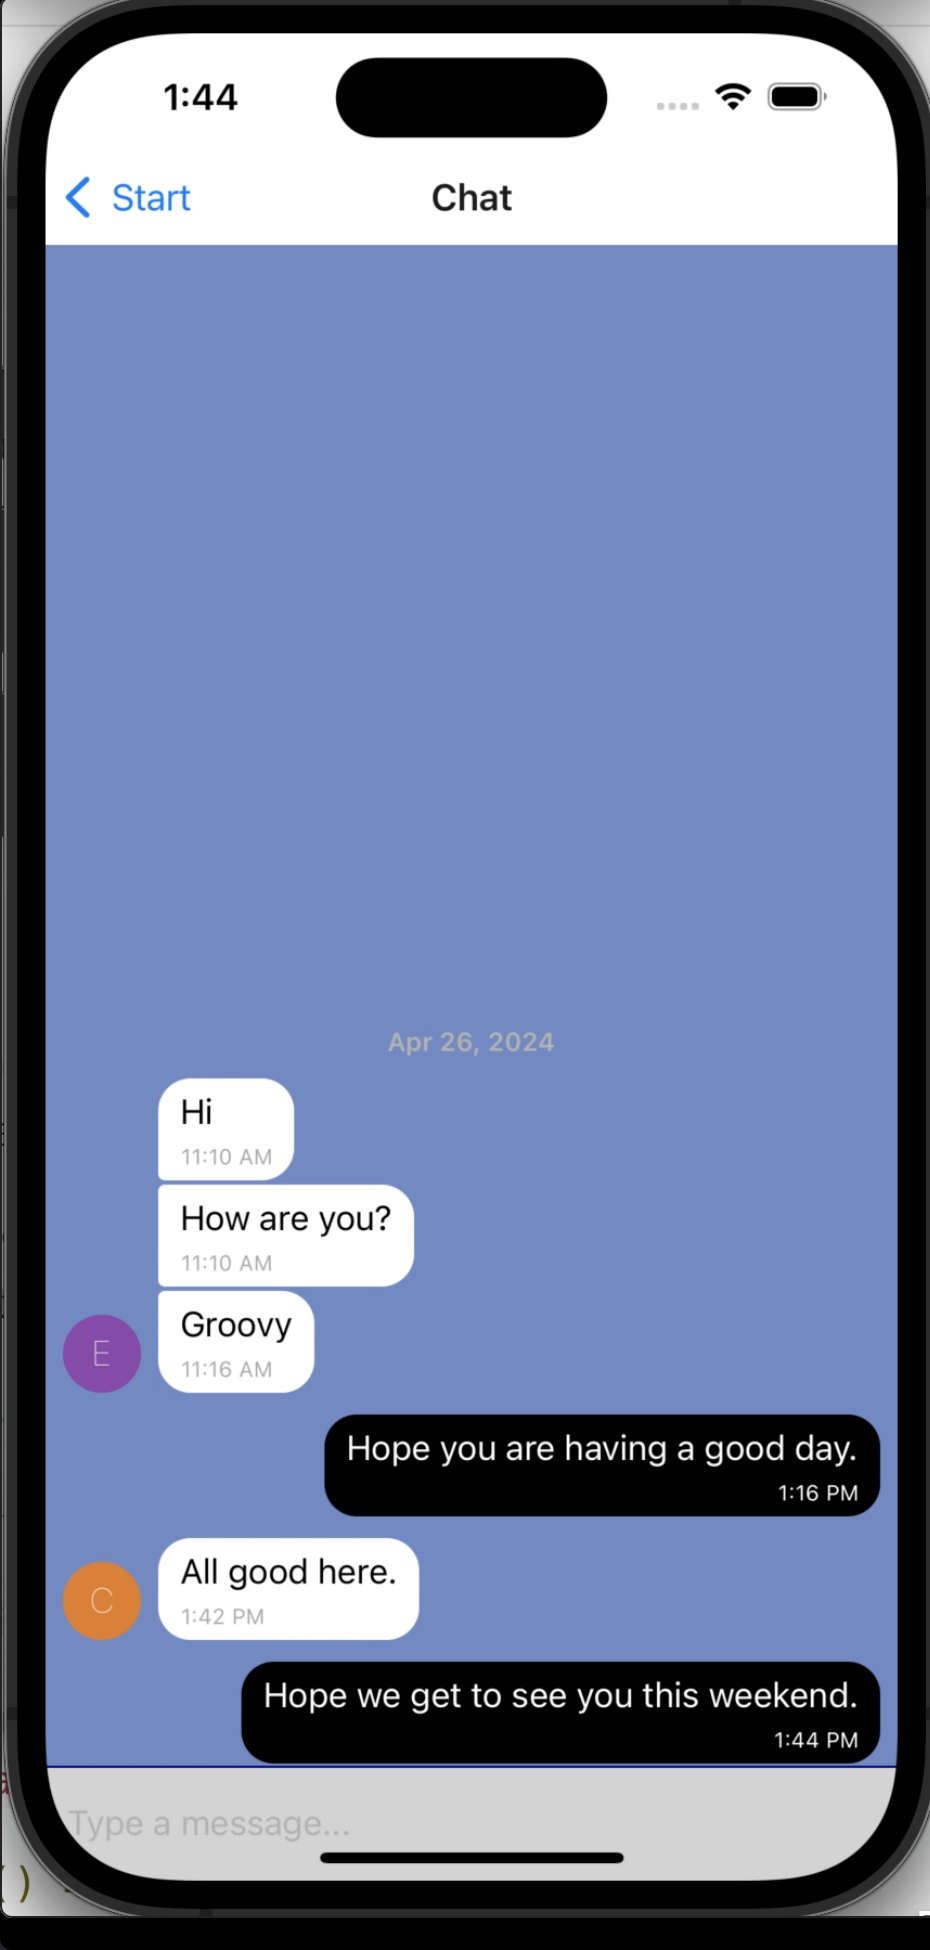 1:44
Start
Chat
Apr 26, 2024
Hi
11:10 AM
How are you?
11:10 AM
Groovy
11:16 AM
E
Hope you are having a good day.
1:16 PM
All good here.
1:42 PM
C
Hope we get to see you this weekend.
1:44 PM
Type a message...
()